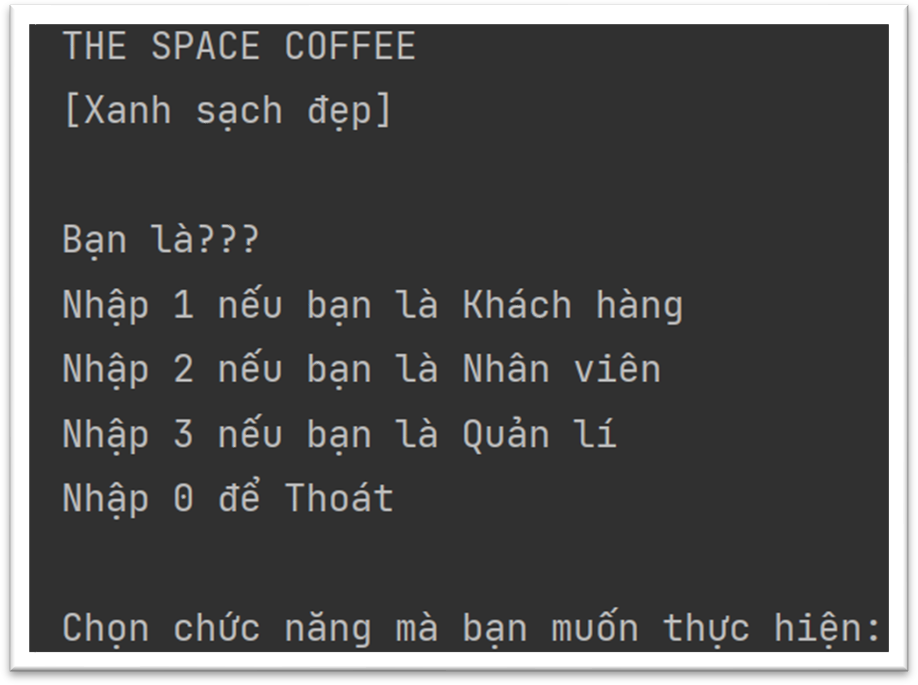 THE SPACE COFFEE
[Xanh sạch đẹp]
Bạn là???
Nhập 1 nếu bạn là Khách hàng
Nhập 2 nếu bạn là Nhân viên
Nhập 3 nếu bạn là Quản lí
Nhập 0 để Thoát
Chọn chức năng mà bạn muốn thực hiện: